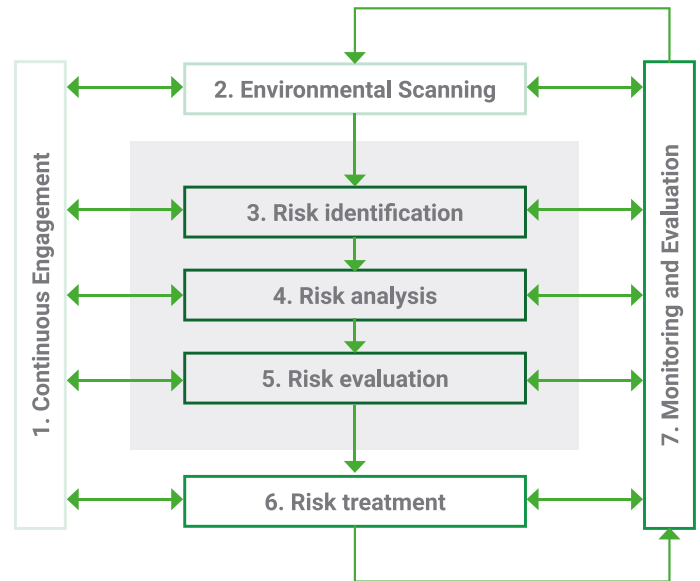 1. Continuous Engagement
2. Environmental Scanning
3. Risk identification
4. Risk analysis
5. Risk evaluation
6. Risk treatment
7. Monitoring and Evaluation